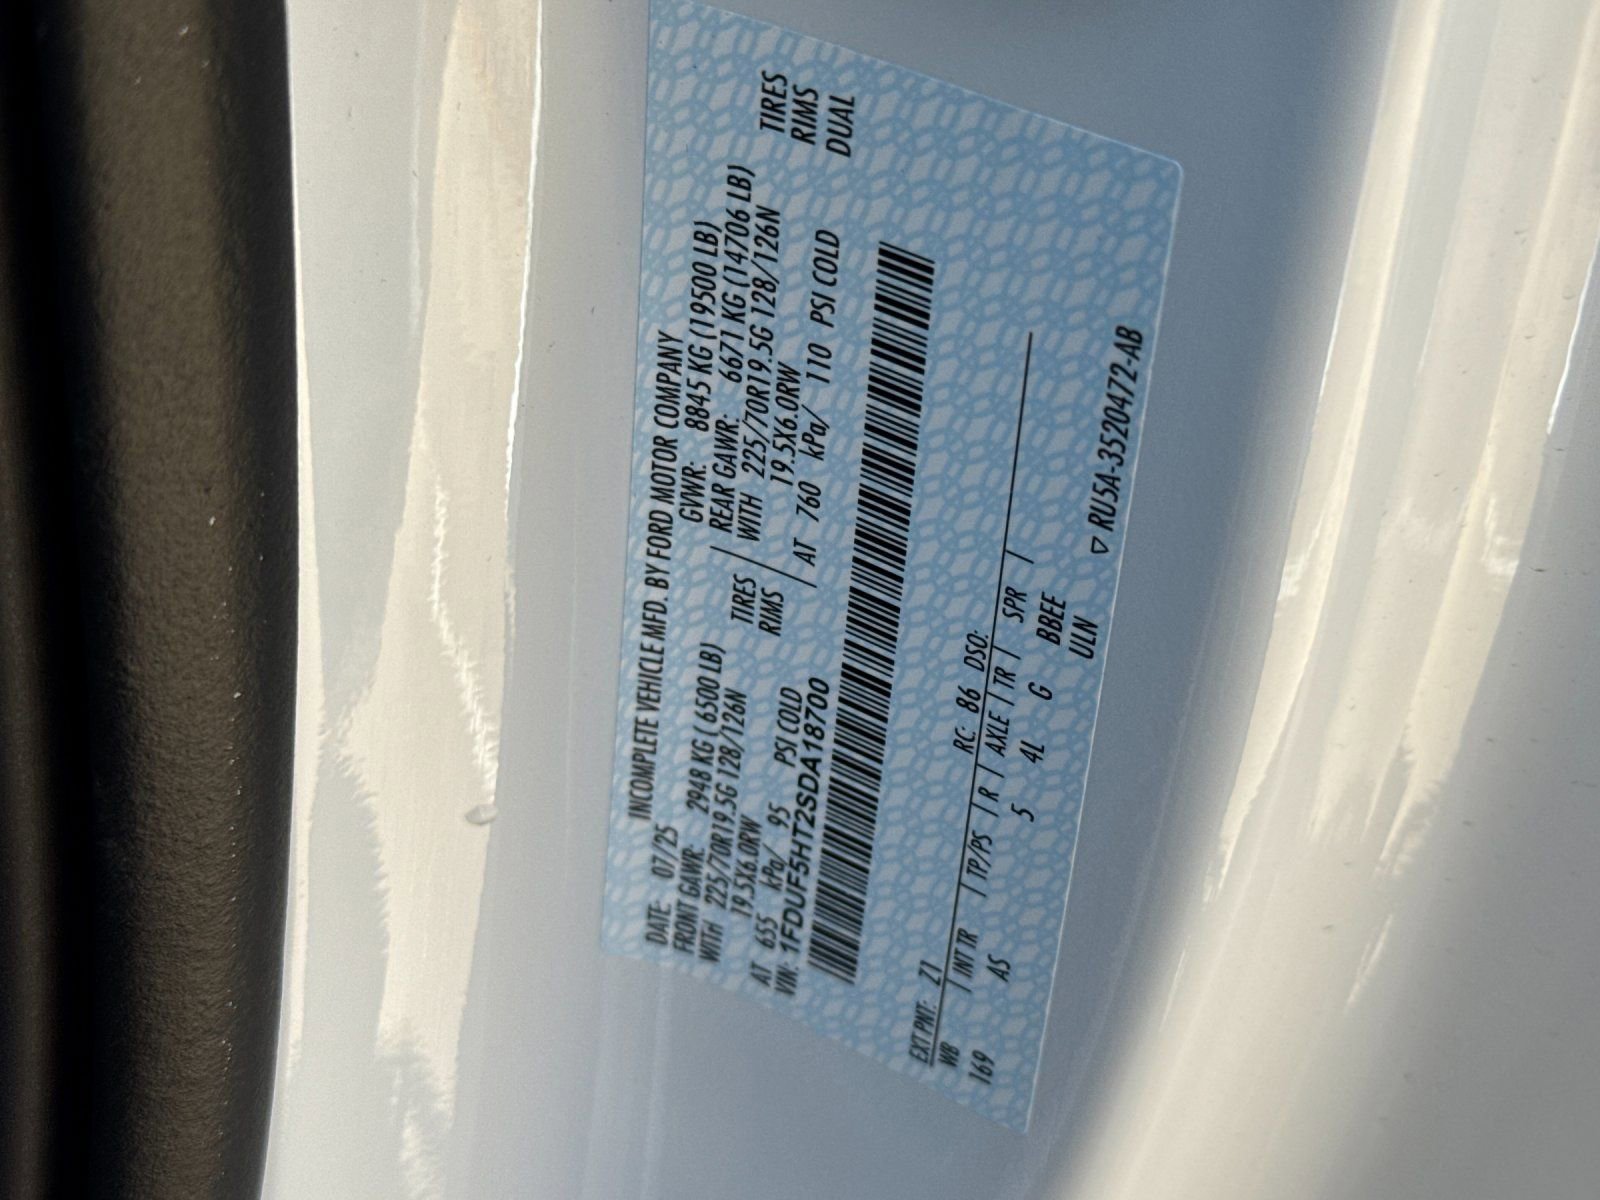 INCOMPLETE VEHICLE MFD. BY FORD MOTOR COMPANY
DATE: 07/25 GVWR: 8845 KG (19500 LB)
FRONT GAWR: 2948 KG ( 6500 LB) REAR GAWR: 6671 KG (14706 LB)
WITH 225/70R19.5G 128/126N TIRES WITH 225/70R19.5G 128/126N TIRES
19.5X6.0RW RIMS 19.5X6.0RW RIMS
AT 655 kPa/ 95 PSI COLD AT 760 kPa/ 110 PSI COLD DUAL
VIN: 1FDUF5HT2SDA18700
EXT PNT: Z1 RC: 86 DSO:
WB | INT TR | TP/PS | R | AXLE | TR | SPR |
169 AS 5 4L G BBEE
ULN
▽ RU5A-3520472-AB